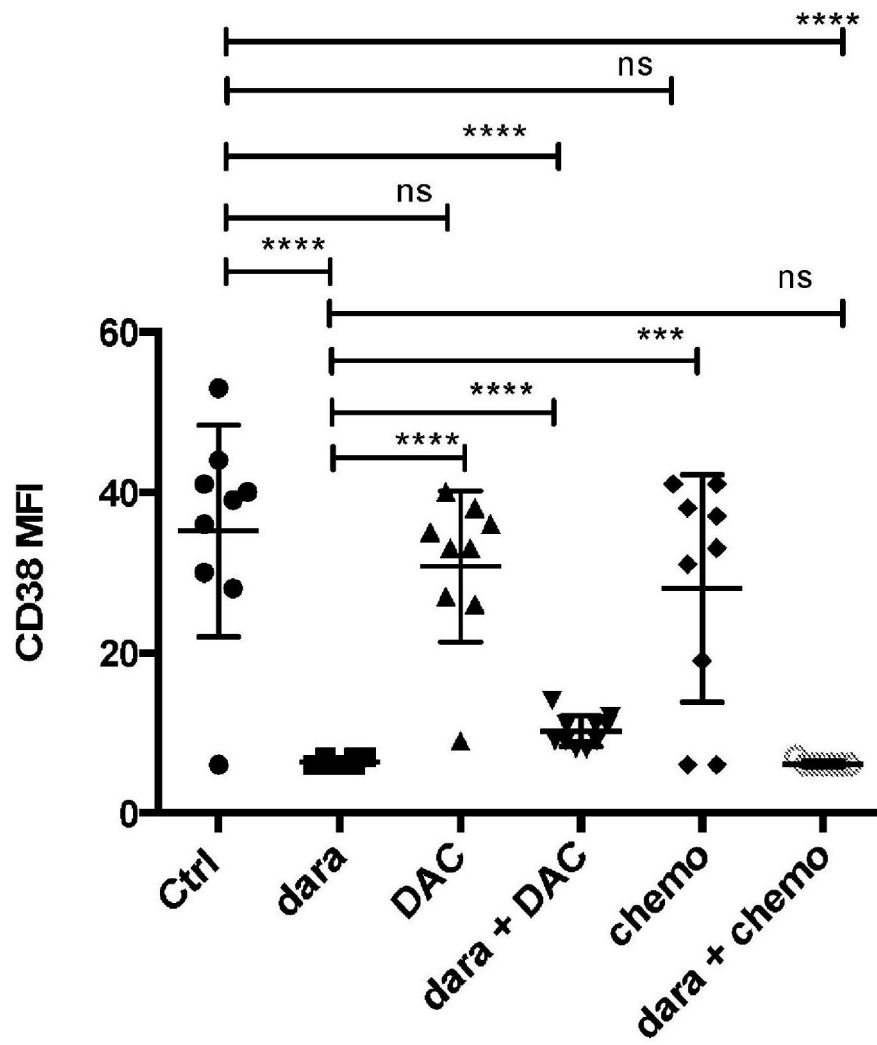 ****
ns
****
ns
****
ns
***
****
****
60
40
20
0
CD38 MFI
Ctrl
dara
DAC
dara + DAC
chemo
dara + chemo